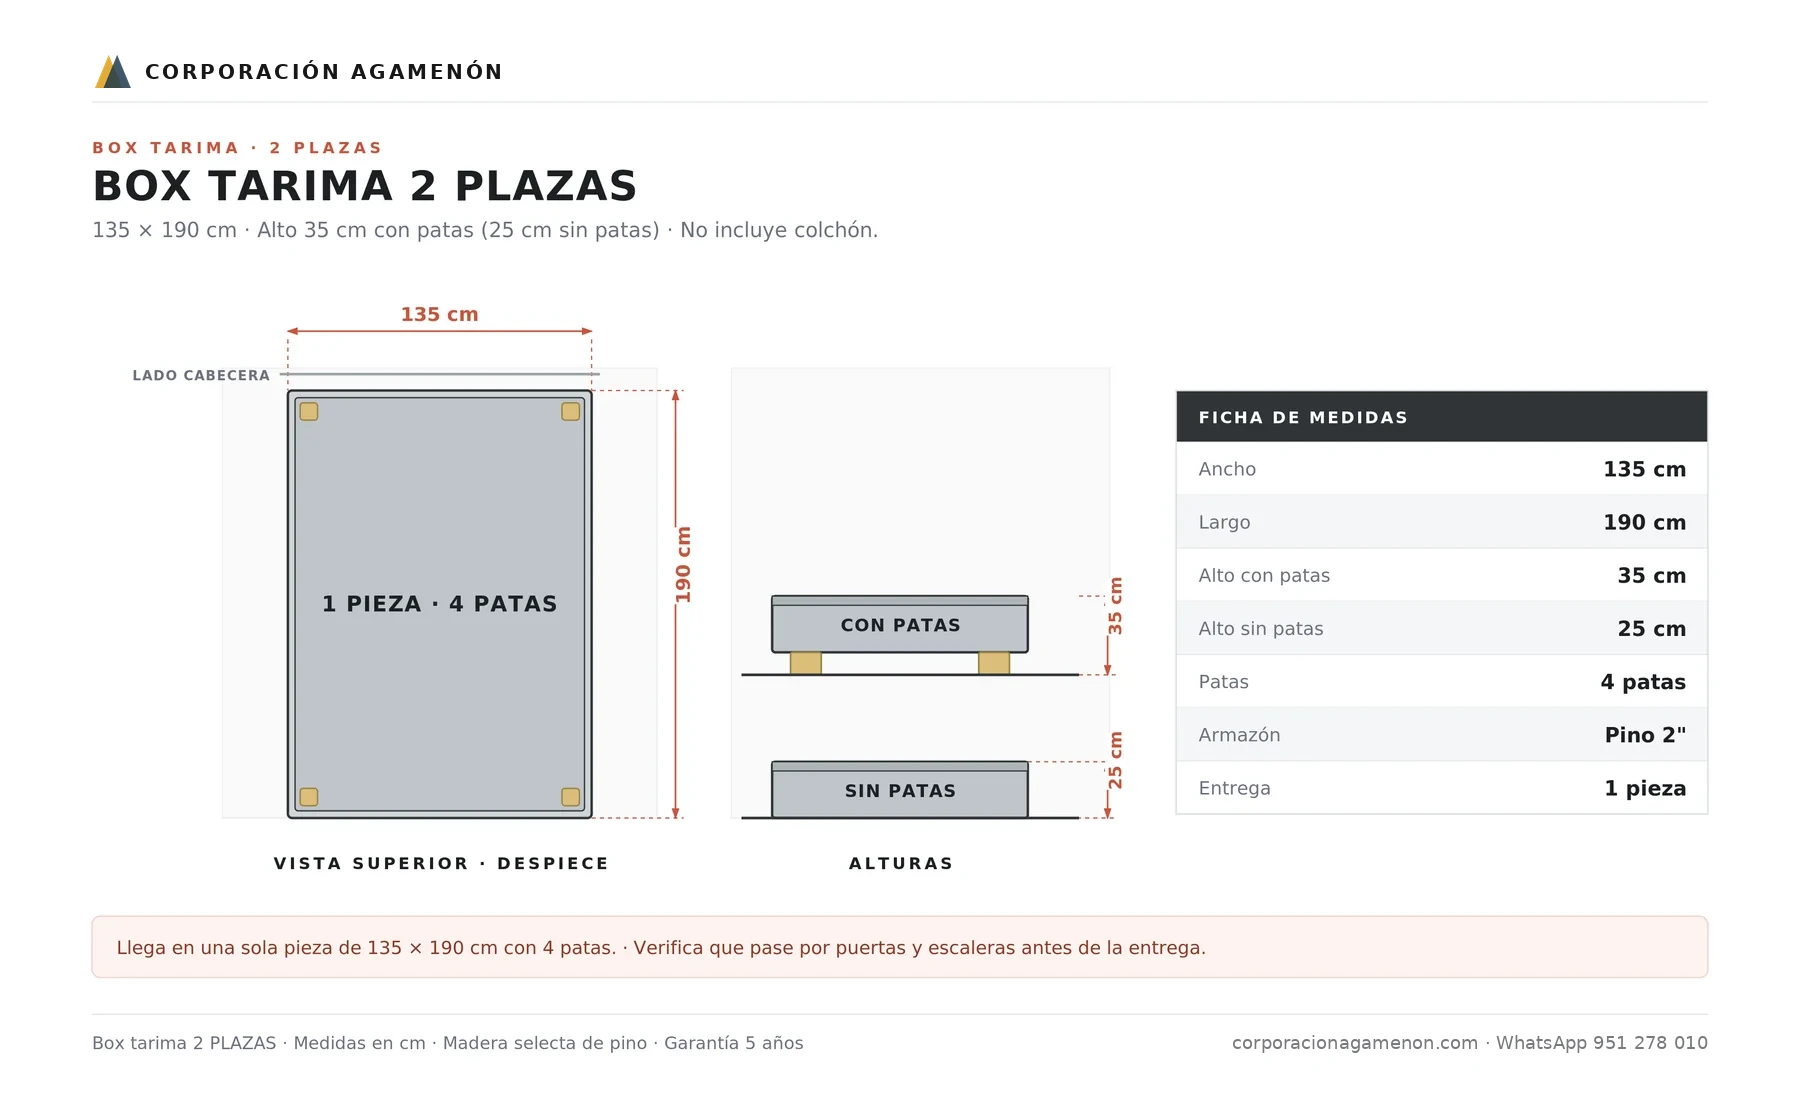 CORPORACIÓN AGAMENÓN
BOX TARIMA · 2 PLAZAS
BOX TARIMA 2 PLAZAS
135 × 190 cm · Alto 35 cm con patas (25 cm sin patas) · No incluye colchón.
135 cm
LADO CABECERA
1 PIEZA · 4 PATAS
190 cm
VISTA SUPERIOR · DESPIECE
CON PATAS
35 cm
SIN PATAS
25 cm
ALTURAS
FICHA DE MEDIDAS
Ancho 135 cm
Largo 190 cm
Alto con patas 35 cm
Alto sin patas 25 cm
Patas 4 patas
Armazón Pino 2"
Entrega 1 pieza
Llega en una sola pieza de 135 × 190 cm con 4 patas. · Verifica que pase por puertas y escaleras antes de la entrega.
Box tarima 2 PLAZAS · Medidas en cm · Madera selecta de pino · Garantía 5 años
corporacionagamenon.com · WhatsApp 951 278 010